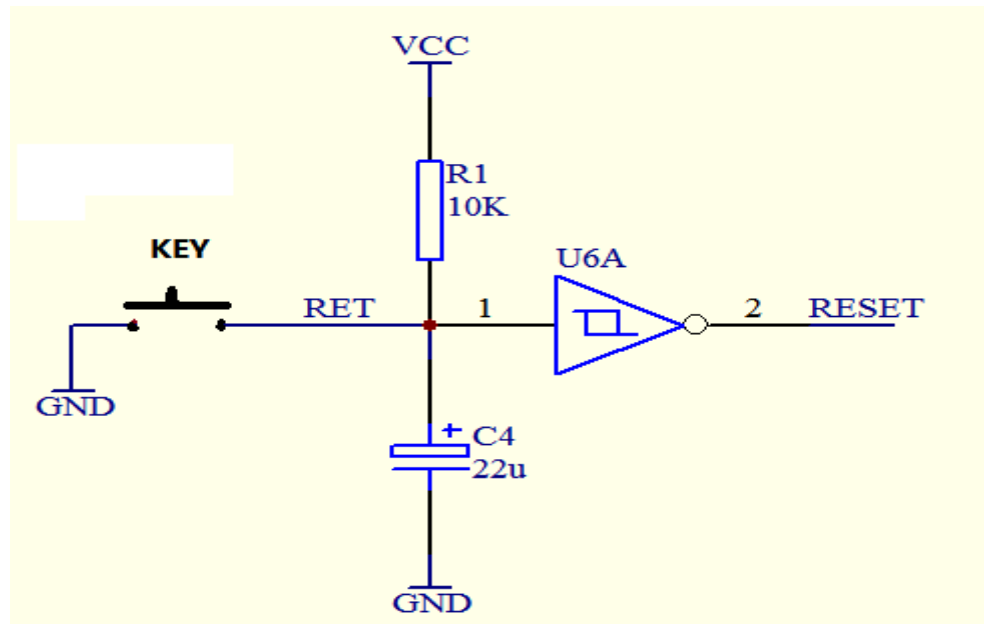 VCC
R1
10K
KEY
U6A
RET
1
2
RESET
GND
+
C4
22u
GND